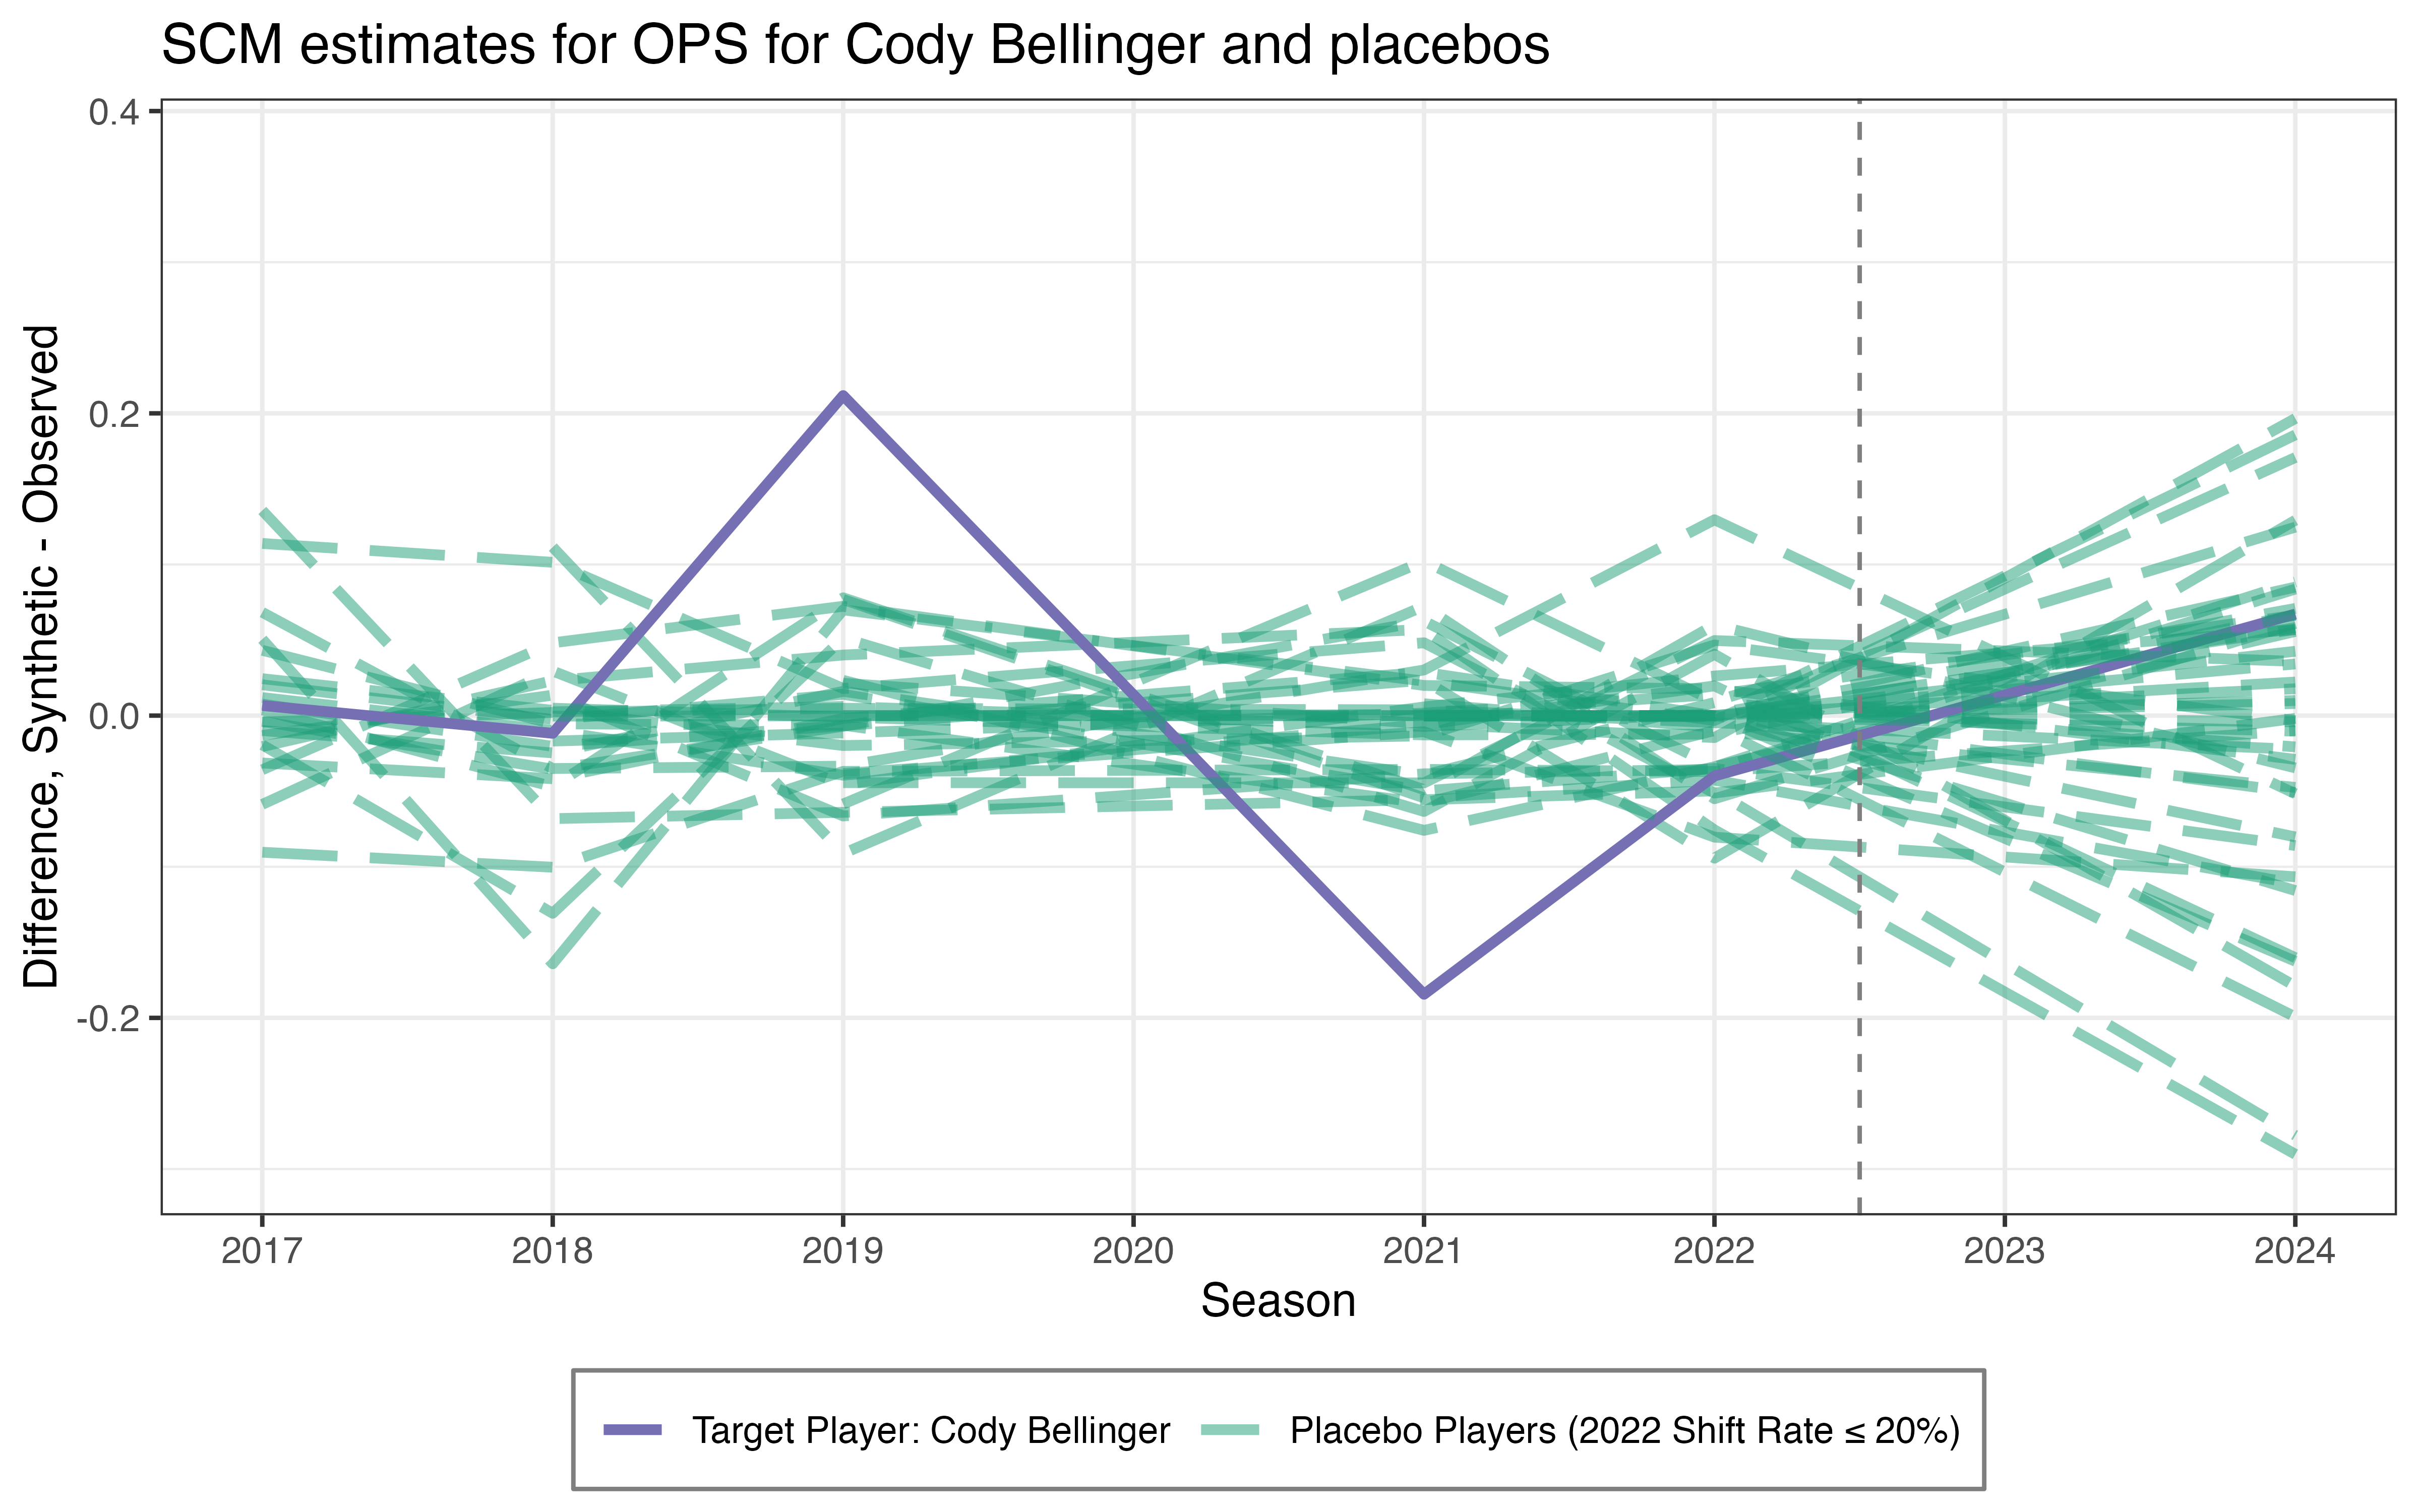 SCM estimates for OPS for Cody Bellinger and placebos
Difference, Synthetic - Observed
0.4
0.2
0.0
-0.2
2017 2018 2019 2020 2021 2022 2023 2024
Season
Target Player: Cody Bellinger Placebo Players (2022 Shift Rate ≤ 20%)